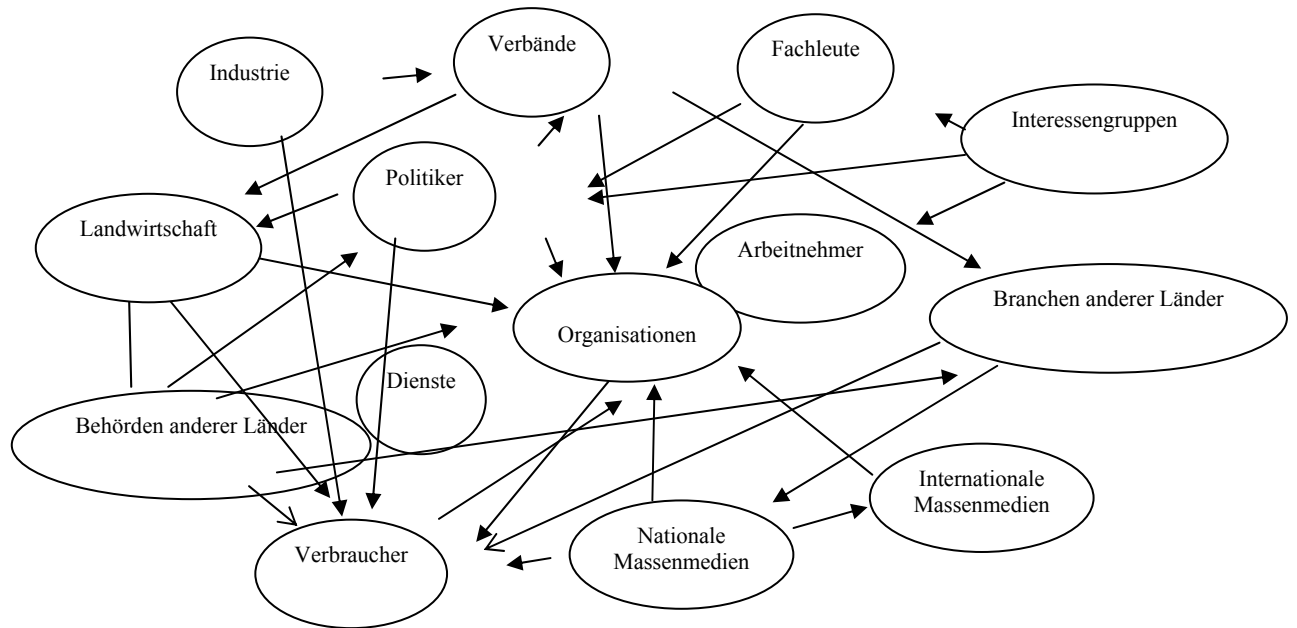 Verbände
Fachleute
Industrie
Interessengruppen
Politiker
Landwirtschaft
Arbeitnehmer
Branchen anderer Länder
Organisationen
Dienste
Behörden anderer Länder
Internationale
Massenmedien
Nationale
Massenmedien
Verbraucher